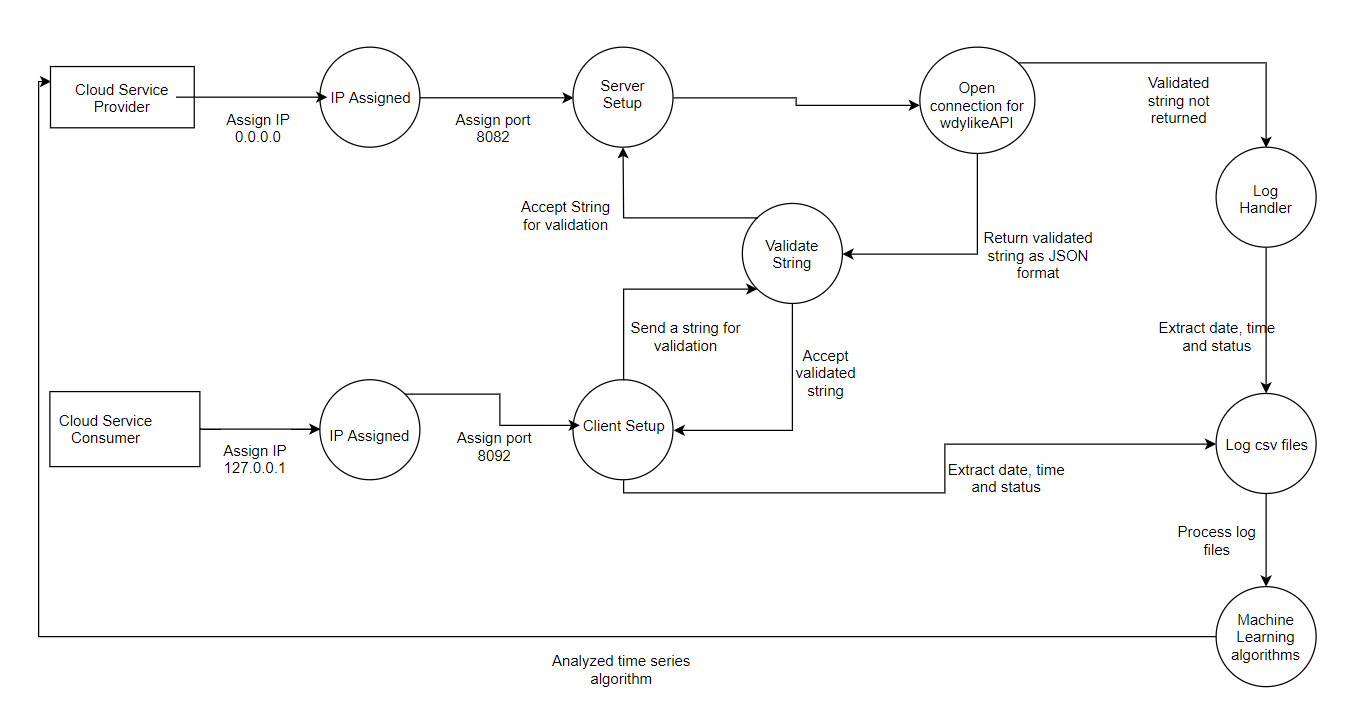 Cloud Service
Provider
Assign IP
0.0.0.0
IP Assigned
Assign port
8082
Server
Setup
Open
connection for
wdylikeAPI
Validated
string not
returned
Log
Handler
Accept String
for validation
Validate
String
Return validated
string as JSON
format
Send a string for
validation
Accept
validated
string
Extract date, time
and status
Cloud Service
Consumer
Assign IP
127.0.0.1
IP Assigned
Assign port
8092
Client Setup
Extract date, time
and status
Log csv files
Process log
files
Machine
Learning
algorithms
Analyzed time series
algorithm